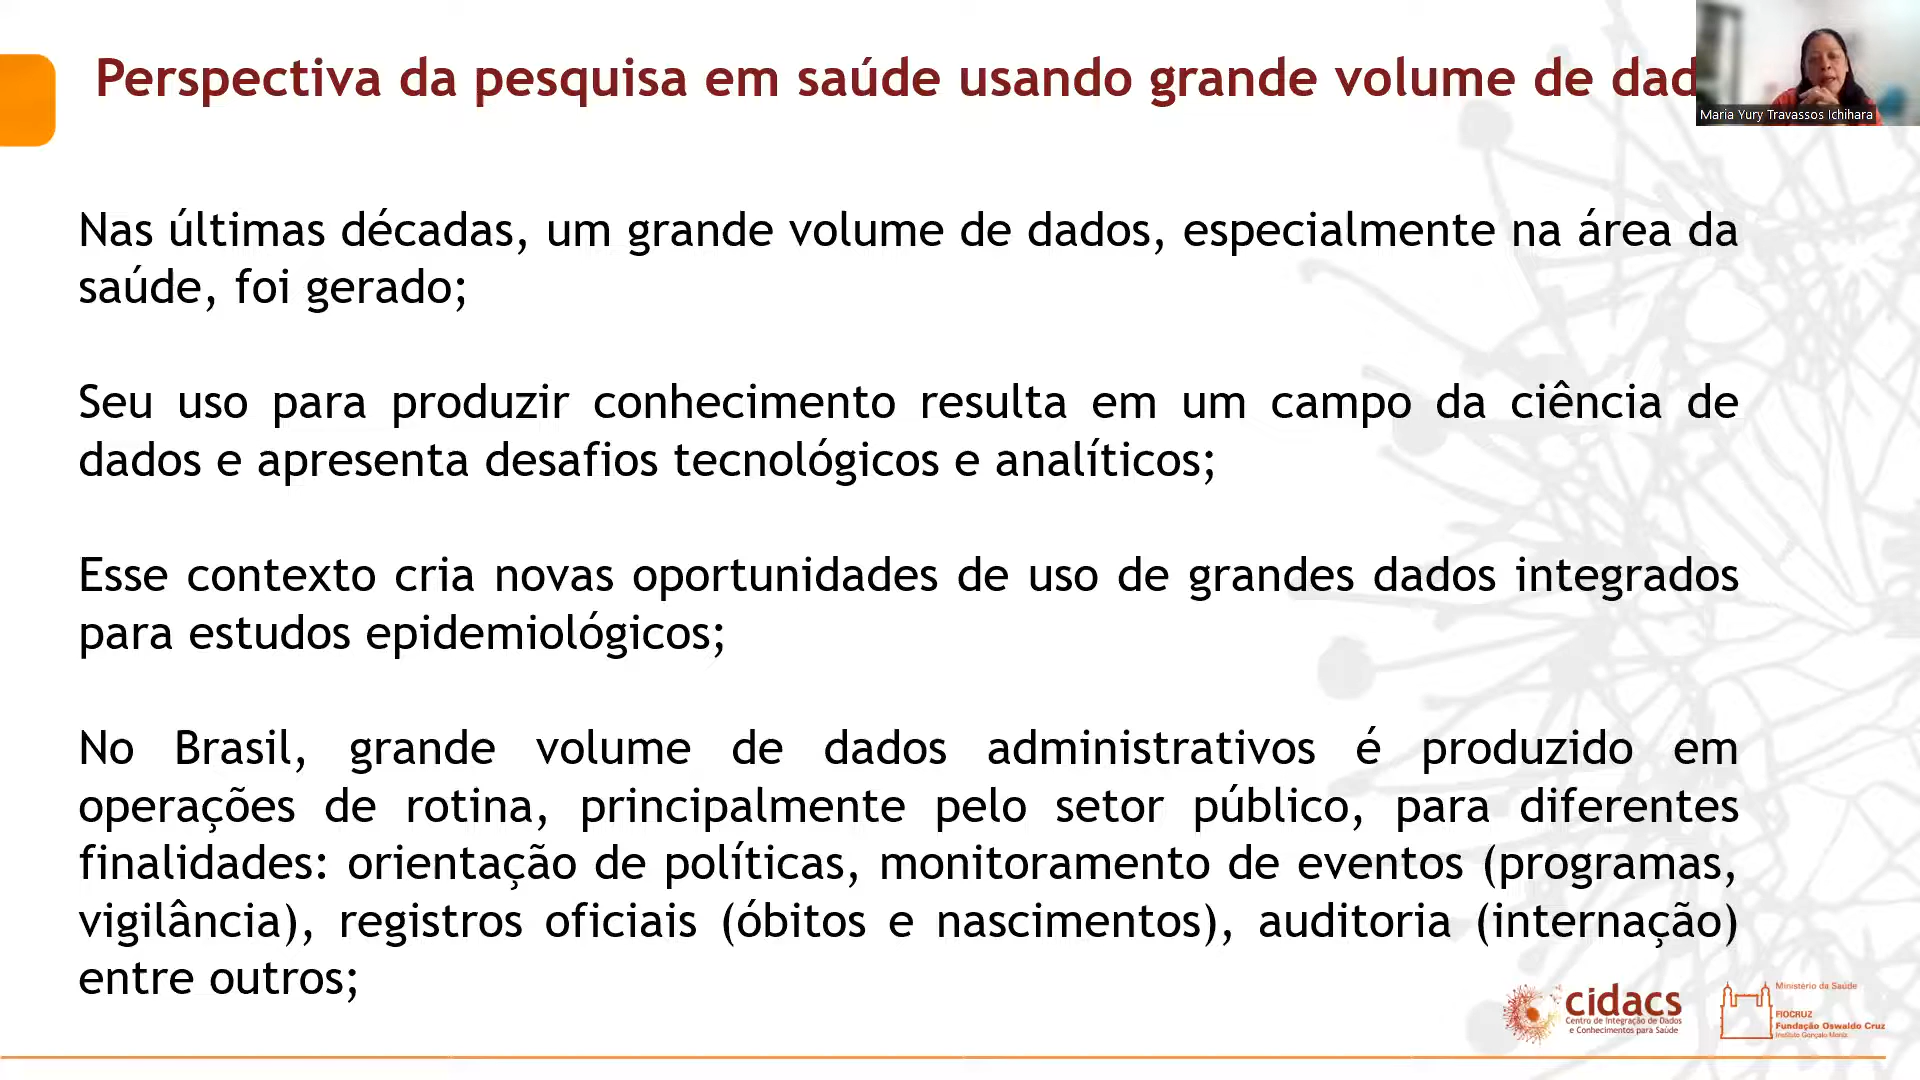 Perspectiva da pesquisa em saúde usando grande volume de dad
Maria Yury Travassos Ichihara
Nas últimas décadas, um grande volume de dados, especialmente na área da
saúde, foi gerado;
Seu uso para produzir conhecimento resulta em um campo da ciência de
dados e apresenta desafios tecnológicos e analíticos;
Esse contexto cria novas oportunidades de uso de grandes dados integrados
para estudos epidemiológicos;
No Brasil, grande volume de dados administrativos é produzido em
operações de rotina, principalmente pelo setor público, para diferentes
finalidades: orientação de políticas, monitoramento de eventos (programas,
vigilância), registros oficiais (óbitos e nascimentos), auditoria (internação)
entre outros;
cidacs
Centro de Integração de Dados
e Conhecimentos para Saúde
Ministério da Saúde
FIOCRUZ
Fundação Oswaldo Cruz
Instituto Gonçalo Moniz